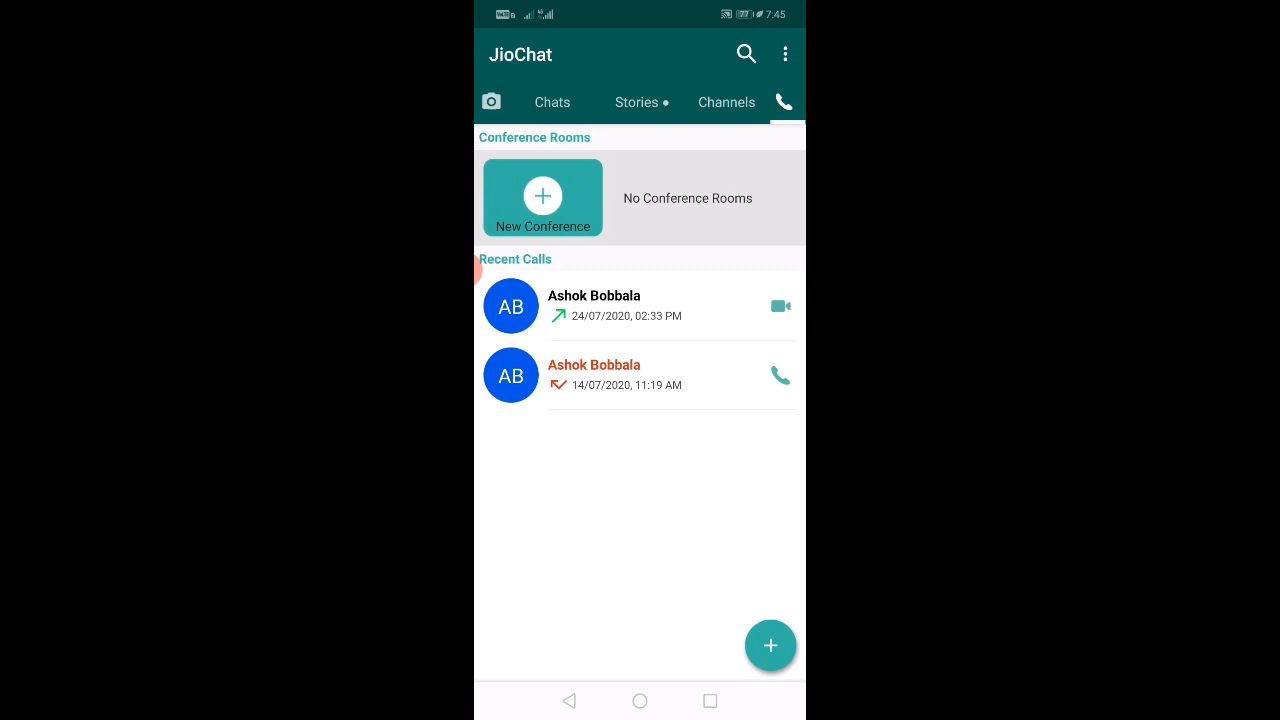 77 7:45
JioChat
Chats Stories Channels
Conference Rooms
New Conference
No Conference Rooms
Recent Calls
AB
Ashok Bobbala
24/07/2020, 02:33 PM
AB
Ashok Bobbala
14/07/2020, 11:19 AM